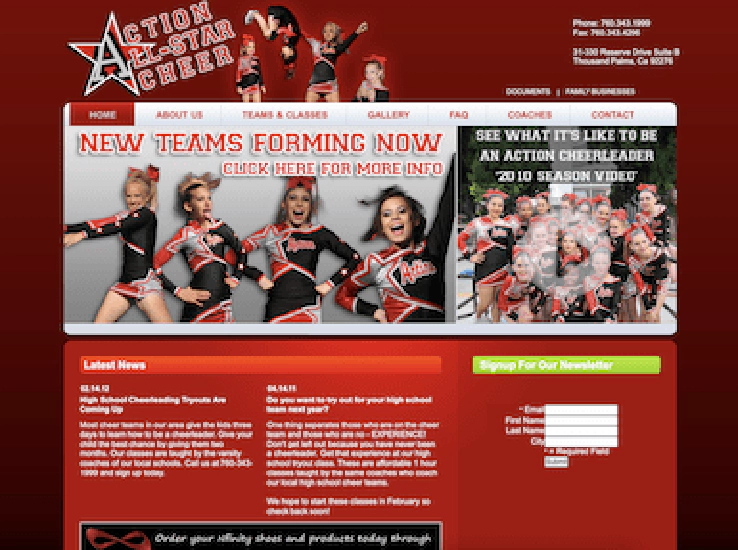 ACTION
ALL-STAR
CHEER
Phone: 760.343.1999
Fax: 760.343.4296
31-330 Reserve Drive Suite B
Thousand Palms, Ca 92276
DOCUMENTS | FAMILY BUSINESSES
HOME ABOUT US TEAMS & CLASSES GALLERY FAQ COACHES CONTACT
NEW TEAMS FORMING NOW
CLICK HERE FOR MORE INFO
SEE WHAT IT'S LIKE TO BE
AN ACTION CHEERLEADER
"2010 SEASON VIDEO"
Latest News
02.14.12
High School Cheerleading Tryouts Are
Coming Up
Most cheer teams in our area give the kids three
days to learn how to be a cheerleader. Give your
child the best chance by giving them two
months. Our classes are taught by the varsity
coaches of our local schools. Call us at 760-343-
1999 and sign up today.
04.14.11
Do you want to try out for your high school
team next year?
One thing separates those who are on the cheer
team and those who are no - EXPERIENCE!
Don't get left out because you have never been
a cheerleader. Get that experience at our high
school tryout class. These are affordable 1 hour
classes taught by the same coaches who coach
our local high school cheer teams.
We hope to start these classes in February so
check back soon!
Signup For Our Newsletter
* Email
First Name
Last Name
City
* = Required Field
Submit
Order your Nfinity shoes and products today through